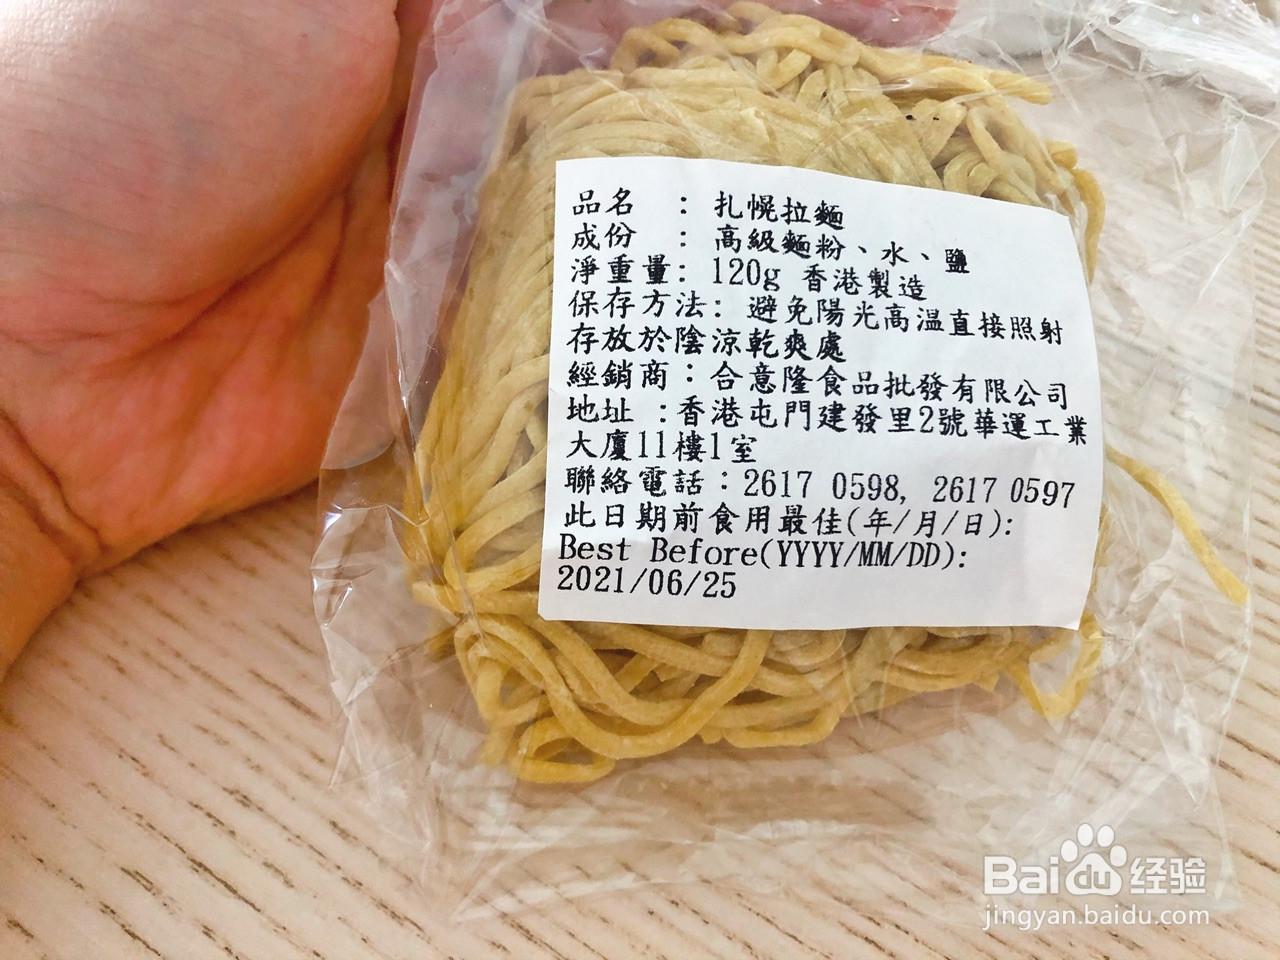 品名 : 扎幌拉麵
成份 : 高級麵粉、水、鹽
淨重量: 120g 香港製造
保存方法: 避免陽光高温直接照射
存放於陰涼乾爽處
經銷商:合意隆食品批發有限公司
地址 :香港屯門建發里2號華運工業
大廈11樓1室
聯絡電話:2617 0598, 2617 0597
此日期前食用最佳(年/月/日):
Best Before(YYYY/MM/DD):
2021/06/25
Baidu 经验
jingyan.baidu.com